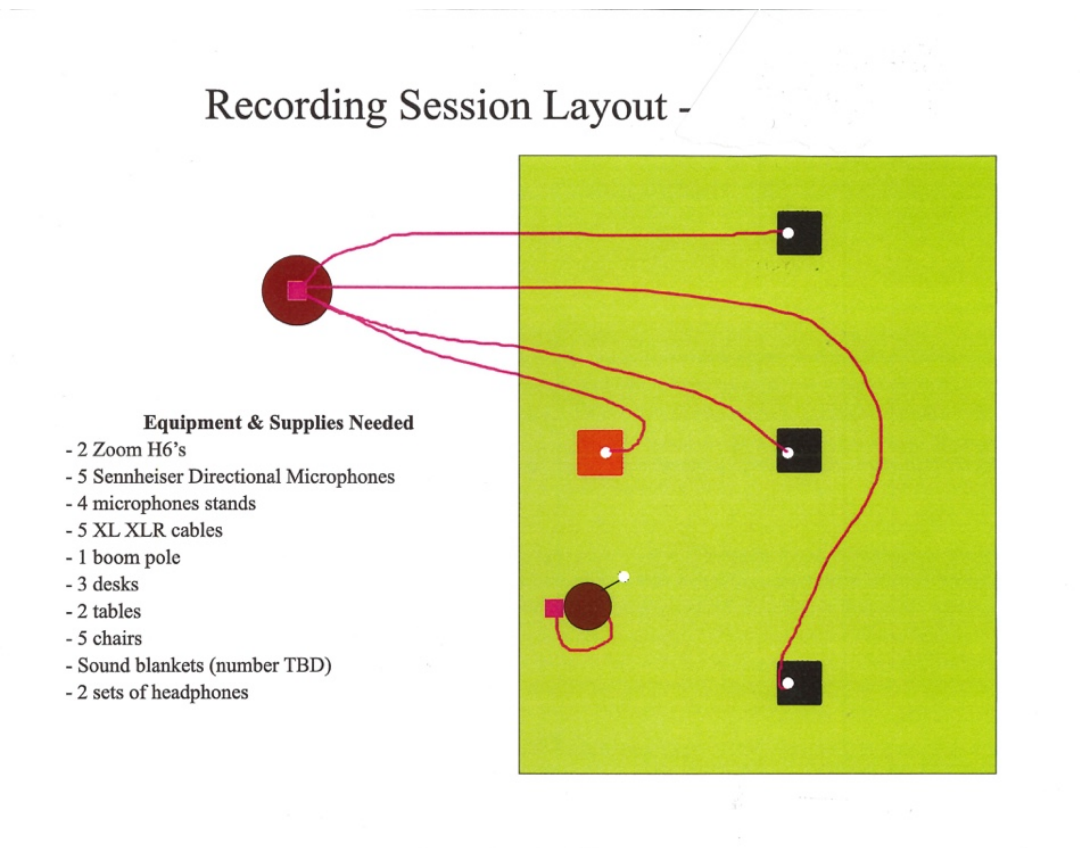 Recording Session Layout -
Equipment & Supplies Needed
- 2 Zoom H6's
- 5 Sennheiser Directional Microphones
- 4 microphones stands
- 5 XL XLR cables
- 1 boom pole
- 3 desks
- 2 tables
- 5 chairs
- Sound blankets (number TBD)
- 2 sets of headphones